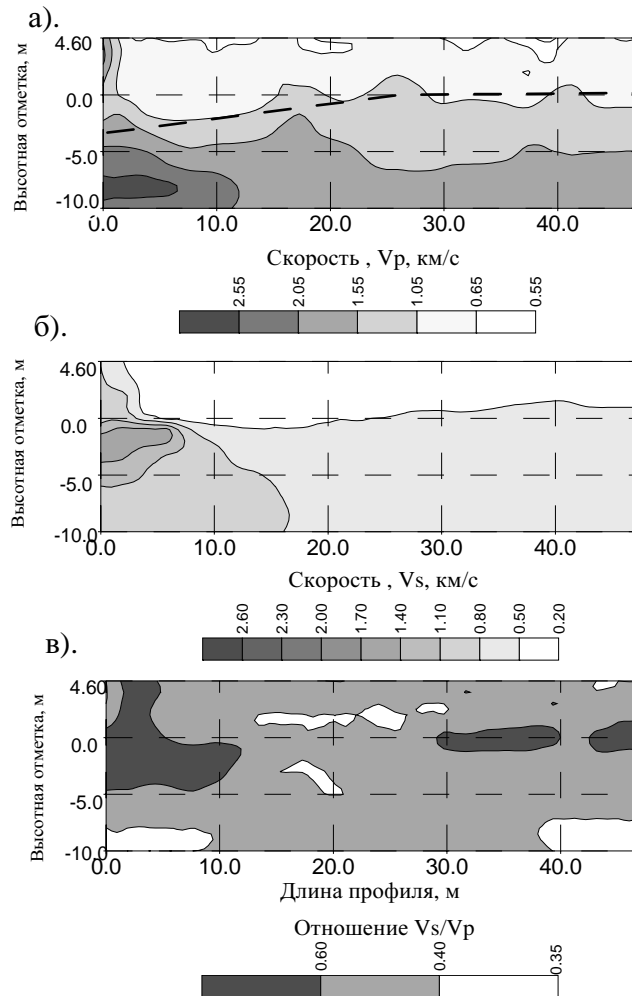 а).
Высотная отметка, м
4.60
0.0
-5.0
-10.0
0.0 10.0 20.0 30.0 40.0
Скорость , Vp, км/с
2.55 2.05 1.55 1.05 0.65 0.55
б).
Высотная отметка, м
4.60
0.0
-5.0
-10.0
0.0 10.0 20.0 30.0 40.0
Скорость , Vs, км/с
2.60 2.30 2.00 1.70 1.40 1.10 0.80 0.50 0.20
в).
Высотная отметка, м
4.60
0.0
-5.0
-10.0
0.0 10.0 20.0 30.0 40.0
Длина профиля, м
Отношение Vs/Vp
0.60 0.40 0.35